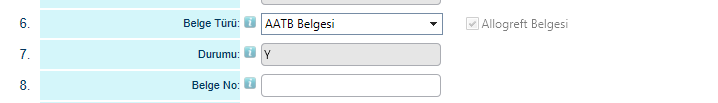 6. Belge Türü: AATB Belgesi Allogreft Belgesi
7. Durumu: Y
8. Belge No: